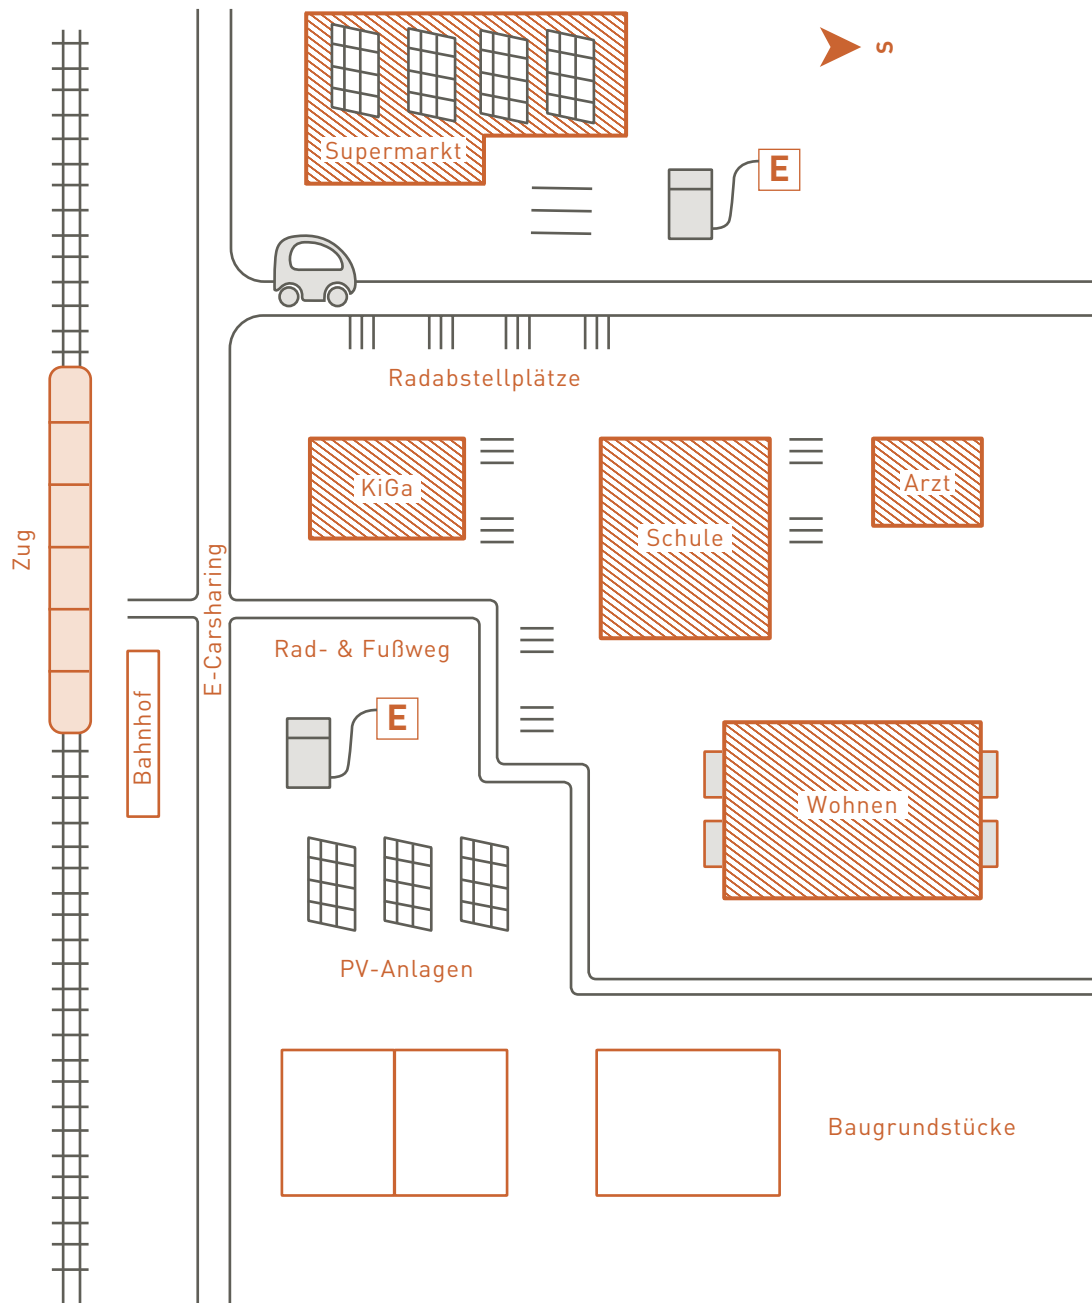 S
Supermarkt
E
Radabstellplätze
KiGa
Schule
Arzt
Zug
E-Carsharing
Rad- & Fußweg
Bahnhof
E
Wohnen
PV-Anlagen
Baugrundstücke